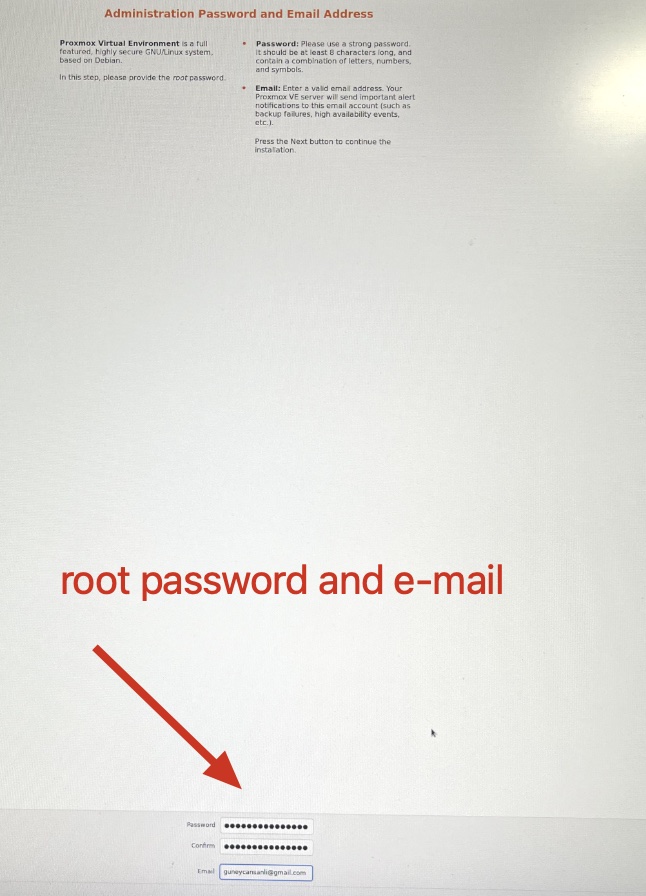 Administration Password and Email Address
Proxmox Virtual Environment is a full
featured, highly secure GNU/Linux system,
based on Debian.
In this step, please provide the root password.
Password: Please use a strong password.
It should be at least 8 characters long, and
contain a combination of letters, numbers,
and symbols.
Email: Enter a valid email address. Your
Proxmox VE server will send important alert
notifications to this email account (such as
backup failures, high availability events,
etc.).
Press the Next button to continue the
installation.
root password and e-mail
Password
Confirm
Email